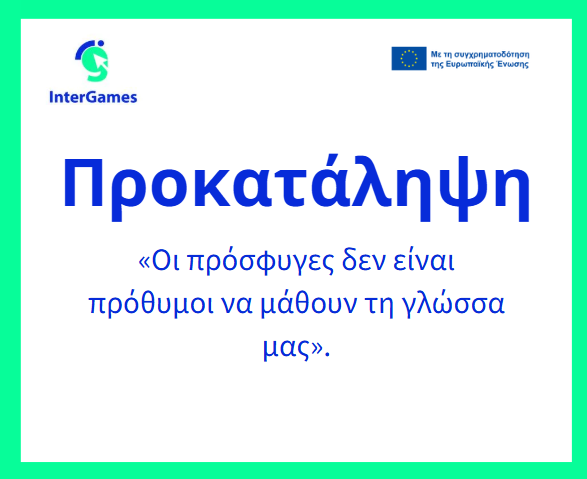 InterGames
Με τη συγχρηματοδότηση
της Ευρωπαϊκής Ένωσης
Προκατάληψη
«Οι πρόσφυγες δεν είναι
πρόθυμοι να μάθουν τη γλώσσα
μας».